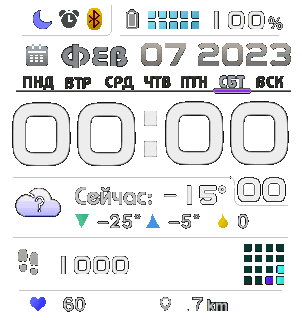 100%
ФЕВ 07 2023
ПНД ВТР СРД ЧТВ ПТН СБТ ВСК
00:00 00
Сейчас: -15°
-25° -5° 0
1000
60 .7 km